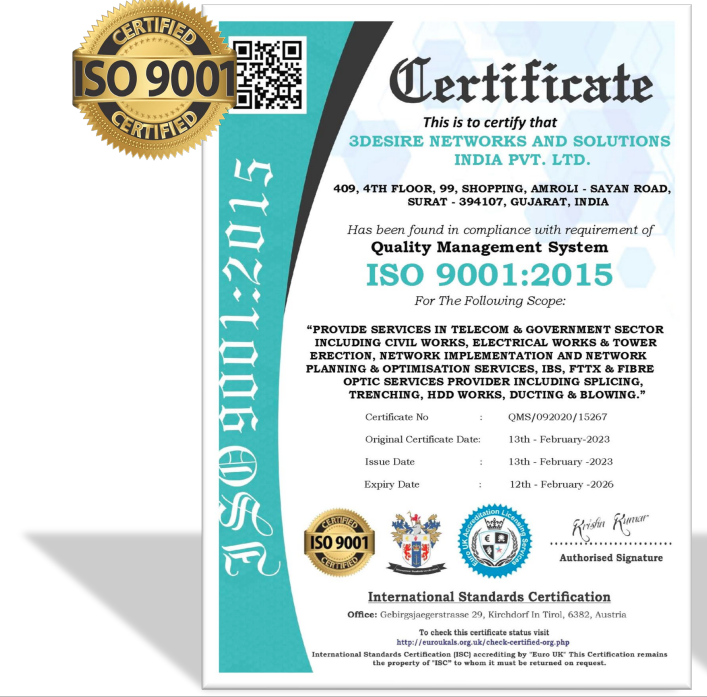 CERTIFIED
ISO 9001
CERTIFIED
ISO 9001:2015
Certificate
This is to certify that
3DESIRE NETWORKS AND SOLUTIONS
INDIA PVT. LTD.
409, 4TH FLOOR, 99, SHOPPING, AMROLI - SAYAN ROAD,
SURAT - 394107, GUJARAT, INDIA
Has been found in compliance with requirement of
Quality Management System
ISO 9001:2015
For The Following Scope:
“PROVIDE SERVICES IN TELECOM & GOVERNMENT SECTOR
INCLUDING CIVIL WORKS, ELECTRICAL WORKS & TOWER
ERECTION, NETWORK IMPLEMENTATION AND NETWORK
PLANNING & OPTIMISATION SERVICES, IBS, FTTX & FIBRE
OPTIC SERVICES PROVIDER INCLUDING SPLICING,
TRENCHING, HDD WORKS, DUCTING & BLOWING.”
Certificate No : QMS/092020/15267
Original Certificate Date: 13th - February-2023
Issue Date : 13th - February -2023
Expiry Date : 12th - February -2026
CERTIFIED
ISO 9001
CERTIFIED
Euro UK Accreditation Licensing Services
Krishn Kumar
Authorised Signature
International Standards Certification
Office: Gebirgsjaegerstrasse 29, Kirchdorf In Tirol, 6382, Austria
To check this certificate status visit
http://euroukals.org.uk/check-certified-org.php
International Standards Certification [ISC] accrediting by "Euro UK" This Certification remains
the property of "ISC" to whom it must be returned on request.